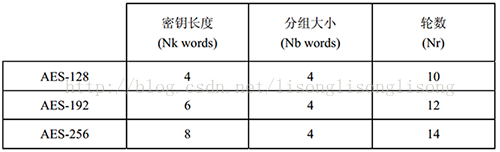 密钥长度 分组大小 轮数
(Nk words) (Nb words) (Nr)
AES-128 4 4 10
http://blog.csdn.net/lisonglisonglisong
AES-192 6 4 12
AES-256 8 4 14